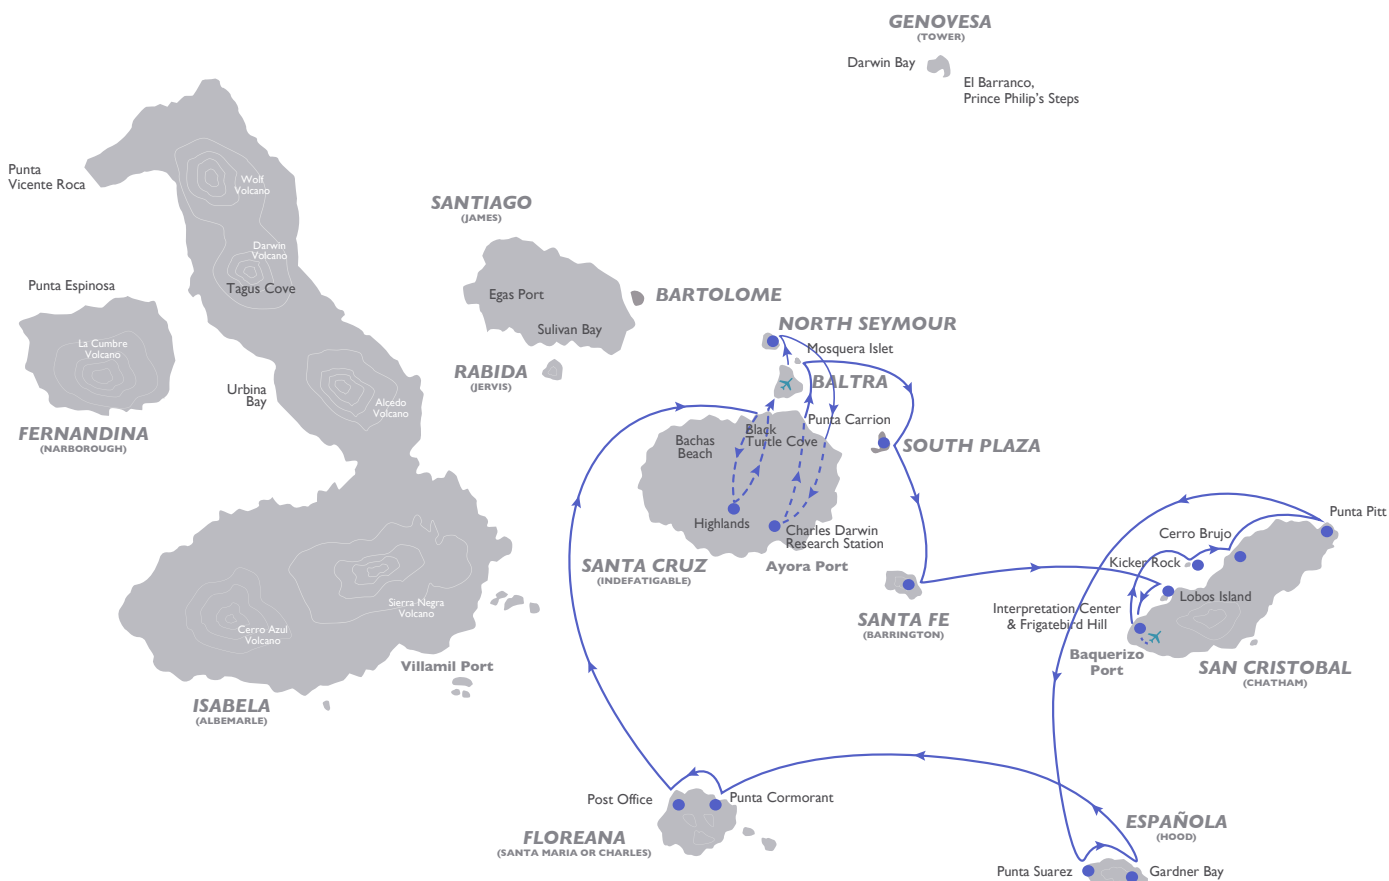 GENOVESA
(TOWER)
Darwin Bay
El Barranco,
Prince Philip's Steps
Punta
Vicente Roca
Wolf
Volcano
Darwin
Volcano
Tagus Cove
Punta Espinosa
La Cumbre
Volcano
FERNANDINA
(NARBOROUGH)
Urbina
Bay
Alcedo
Volcano
SANTIAGO
(JAMES)
Egas Port
Sulivan Bay
BARTOLOME
RABIDA
(JERVIS)
NORTH SEYMOUR
Mosquera Islet
BALTRA
Punta Carrion
Black
Turtle Cove
Bachas
Beach
SOUTH PLAZA
Highlands
Charles Darwin
Research Station
Ayora Port
SANTA CRUZ
(INDEFATIGABLE)
SANTA FE
(BARRINGTON)
Punta Pitt
Cerro Brujo
Kicker Rock
Lobos Island
Interpretation Center
& Frigatebird Hill
Baquerizo
Port
SAN CRISTOBAL
(CHATHAM)
Sierra Negra
Volcano
Cerro Azul
Volcano
Villamil Port
ISABELA
(ALBEMARLE)
Post Office
Punta Cormorant
FLOREANA
(SANTA MARIA OR CHARLES)
ESPAÑOLA
(HOOD)
Punta Suarez
Gardner Bay